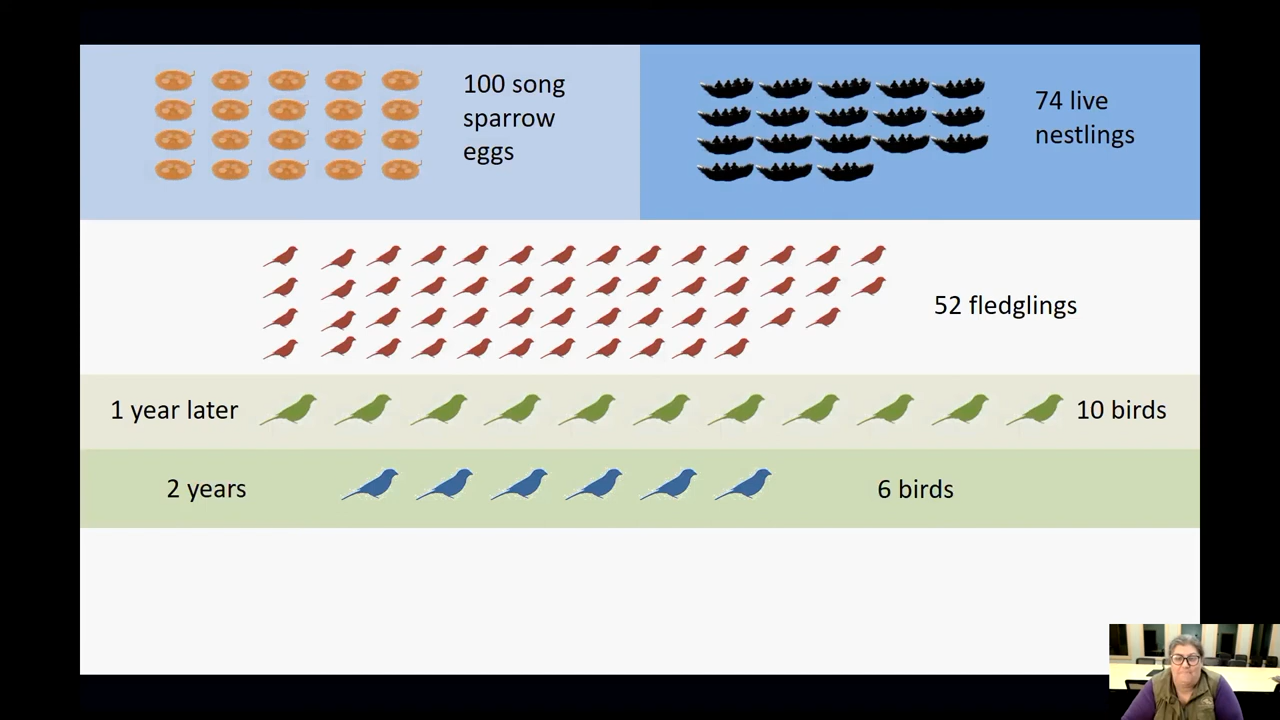 100 song
sparrow
eggs
74 live
nestlings
52 fledglings
1 year later
10 birds
2 years
6 birds